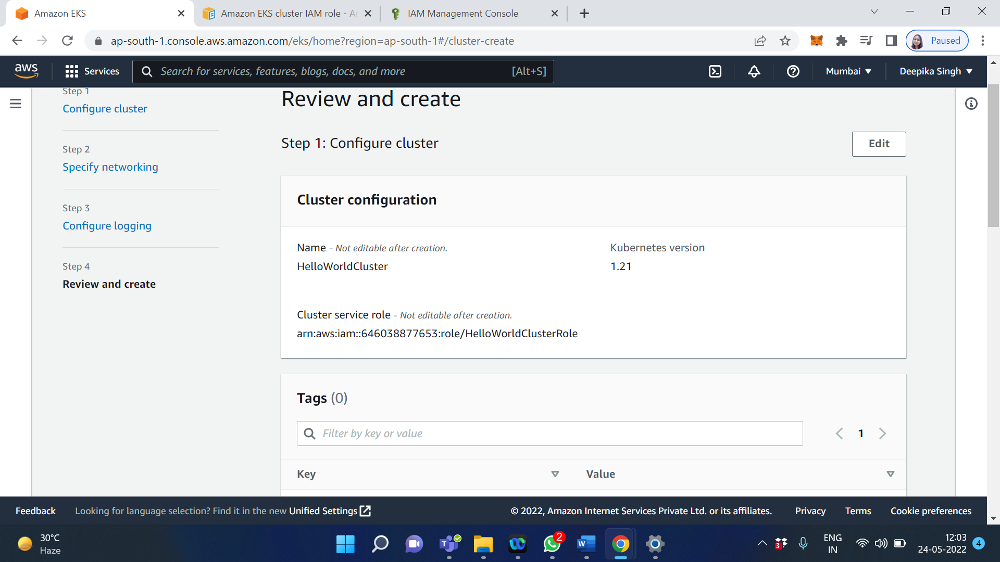 Amazon EKS
Amazon EKS cluster IAM role - A
IAM Management Console
ap-south-1.console.aws.amazon.com/eks/home?region=ap-south-1#/cluster-create
Paused
aws
Services
Search for services, features, blogs, docs, and more
[Alt+S]
Mumbai
Deepika Singh
Step 1
Configure cluster
Step 2
Specify networking
Step 3
Configure logging
Step 4
Review and create
Review and create
Step 1: Configure cluster
Edit
Cluster configuration
Name - Not editable after creation.
HelloWorldCluster
Kubernetes version
1.21
Cluster service role - Not editable after creation.
arn:aws:iam::646038877653:role/HelloWorldClusterRole
Tags (0)
Filter by key or value
1
Key
Value
Feedback
Looking for language selection? Find it in the new Unified Settings
© 2022, Amazon Internet Services Private Ltd. or its affiliates.
Privacy
Terms
Cookie preferences
30°C
Haze
T
2
W
3
ENG
IN
12:03
24-05-2022
4